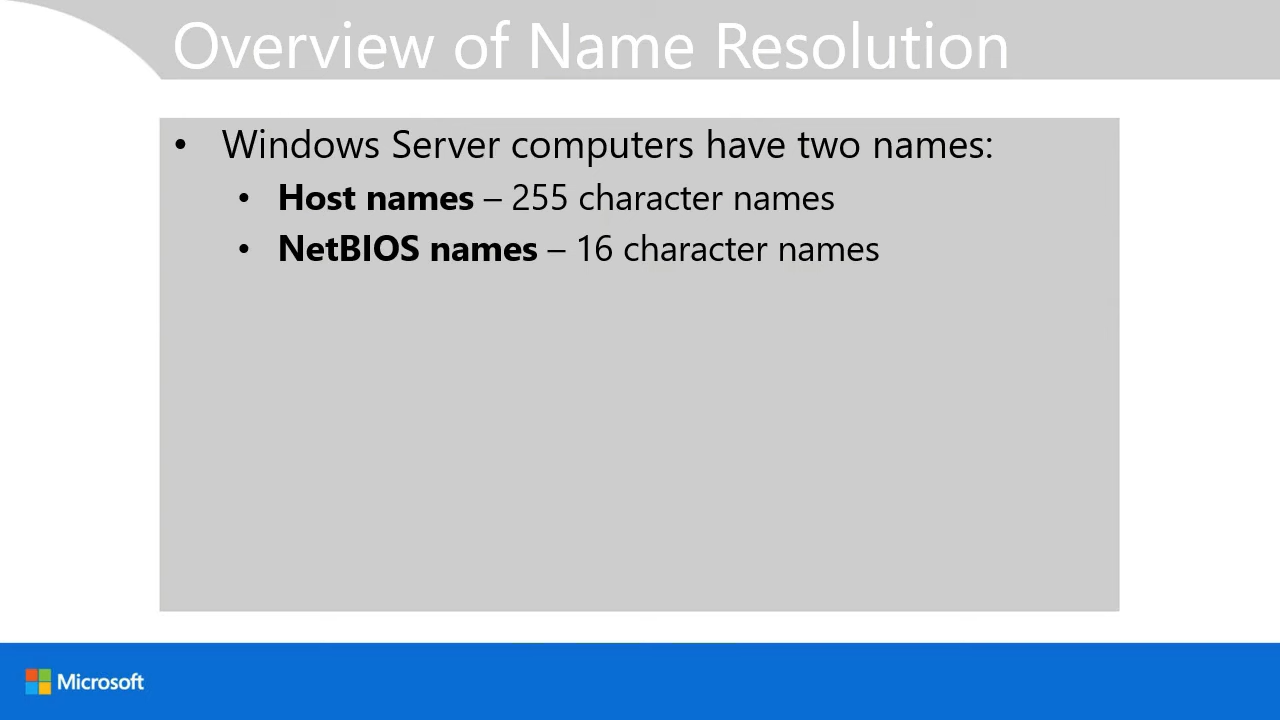 Overview of Name Resolution
• Windows Server computers have two names:
• Host names – 255 character names
• NetBIOS names – 16 character names
Microsoft